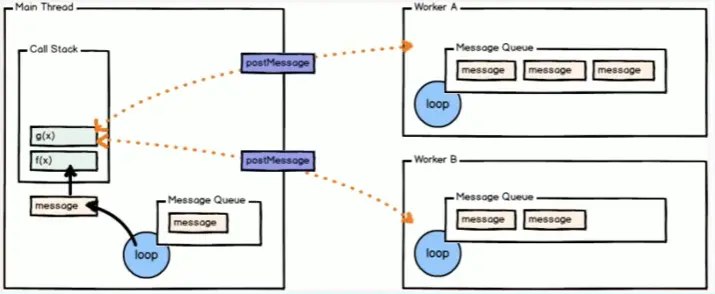 Main Thread
Call Stack
g(x)
f(x)
message
loop
Message Queue
message
postMessage
postMessage
Worker A
Message Queue
message message message
loop
Worker B
Message Queue
message message
loop